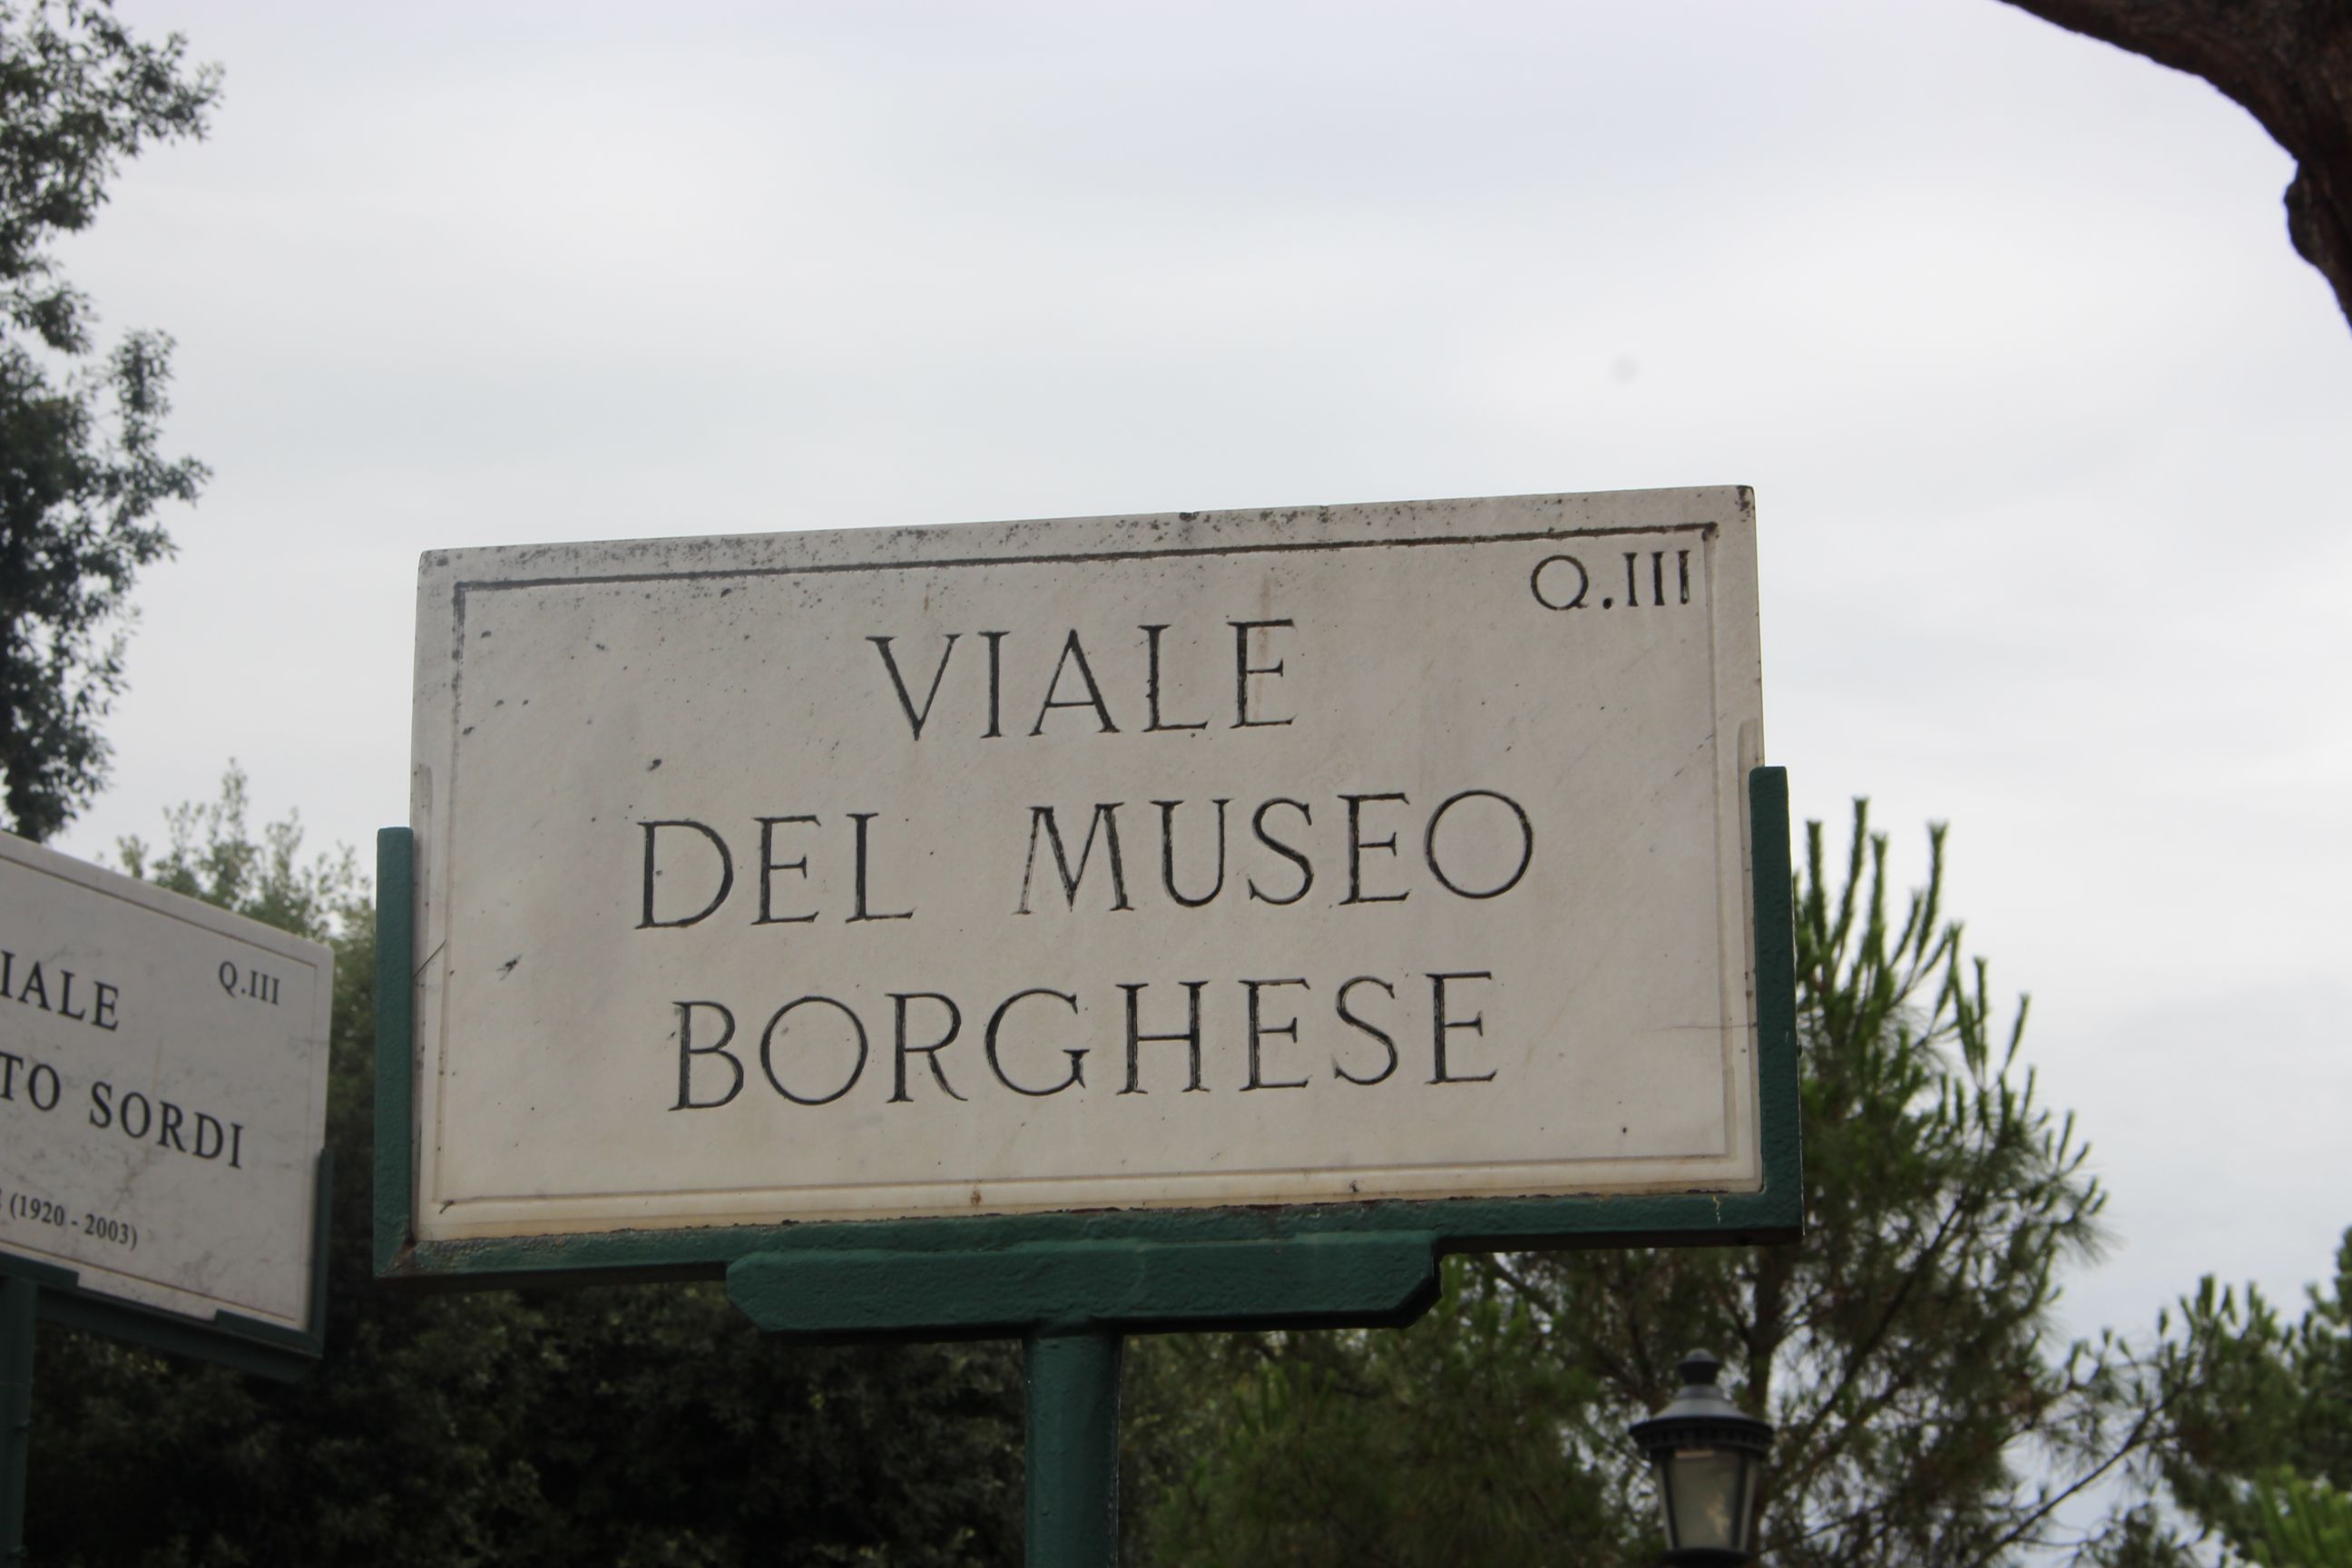 Q.III
VIALE
DEL MUSEO
BORGHESE
Q.III
IALE
TO SORDI
(1920 - 2003)